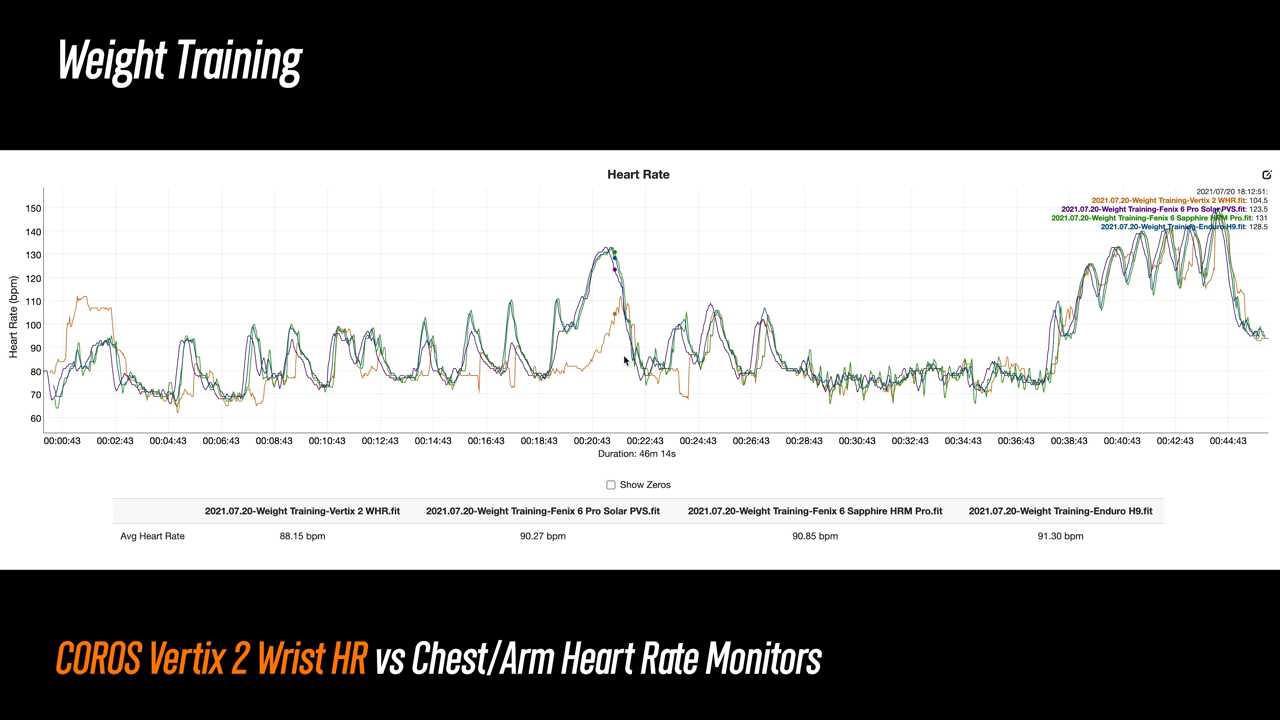 Weight Training
Heart Rate
2021/07/20 18:12:51:
2021.07.20-Weight Training-Vertix 2 WHR.fit: 104.5
2021.07.20-Weight Training-Fenix 6 Pro Solar PVS.fit: 123.5
2021.07.20-Weight Training-Fenix 6 Sapphire HRM Pro.fit: 131
2021.07.20-Weight Training-Enduro H9.fit: 128.5
Heart Rate (bpm)
150
140
130
120
110
100
90
80
70
60
00:00:43 00:02:43 00:04:43 00:06:43 00:08:43 00:10:43 00:12:43 00:14:43 00:16:43 00:18:43 00:20:43 00:22:43 00:24:43 00:26:43 00:28:43 00:30:43 00:32:43 00:34:43 00:36:43 00:38:43 00:40:43 00:42:43 00:44:43
Duration: 46m 14s
Show Zeros
2021.07.20-Weight Training-Vertix 2 WHR.fit 2021.07.20-Weight Training-Fenix 6 Pro Solar PVS.fit 2021.07.20-Weight Training-Fenix 6 Sapphire HRM Pro.fit 2021.07.20-Weight Training-Enduro H9.fit
Avg Heart Rate 88.15 bpm 90.27 bpm 90.85 bpm 91.30 bpm
COROS Vertix 2 Wrist HR vs Chest/Arm Heart Rate Monitors